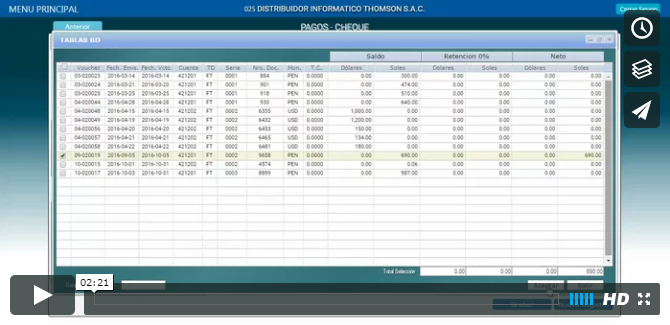 MENU PRINCIPAL
025 DISTRIBUIDOR INFORMATICO THOMSON S.A.C.
Cerrar Sesion
Anterior
PAGOS - CHEQUE
TABLAS BD
Saldo Retencion 0% Neto
Voucher Fech. Emis. Fech. Vcto. Cuenta TD Serie Nro. Doc. Mon. T.C. Dólares Soles Dólares Soles Dólares Soles
03-020023 2016-03-14 2016-03-14 421201 FT 0001 884 PEN 0.0000 0.00 300.00 0.00 0.00 0.00 0.00
03-020024 2016-03-21 2016-03-20 421201 FT 0001 901 PEN 0.0000 0.00 474.00 0.00 0.00 0.00 0.00
03-020025 2016-03-25 2016-03-25 421201 FT 0001 918 PEN 0.0000 0.00 510.00 0.00 0.00 0.00 0.00
04-020044 2016-04-28 2016-04-28 421201 FT 0001 930 PEN 0.0000 0.00 640.00 0.00 0.00 0.00 0.00
04-020048 2016-04-15 2016-04-15 421202 FT 0002 6335 USD 0.0000 1,000.00 0.00 0.00 0.00 0.00 0.00
04-020049 2016-04-19 2016-04-19 421202 FT 0002 6432 USD 0.0000 1,200.00 0.00 0.00 0.00 0.00 0.00
04-020056 2016-04-20 2016-04-20 421202 FT 0002 6453 USD 0.0000 150.00 0.00 0.00 0.00 0.00 0.00
04-020057 2016-04-21 2016-04-21 421202 FT 0002 6465 USD 0.0000 134.00 0.00 0.00 0.00 0.00 0.00
04-020058 2016-04-22 2016-04-22 421202 FT 0002 6481 USD 0.0000 180.00 0.00 0.00 0.00 0.00 0.00
09-020019 2016-09-05 2016-10-05 421201 FT 0002 9658 PEN 0.0000 0.00 690.00 0.00 0.00 0.00 690.00
10-020015 2016-10-01 2016-10-31 421202 FT 0002 4574 PEN 0.0000 0.00 0.06 0.00 0.00 0.00 0.00
10-020017 2016-10-03 2016-10-31 421201 FT 0003 8899 PEN 0.0000 0.00 987.00 0.00 0.00 0.00 0.00
Total Selección 0.00 0.00 0.00 690.00
02:21
Aceptar Salir
HD